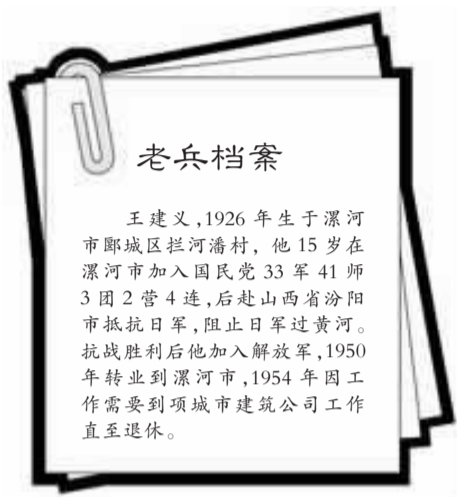 老兵档案
王建义,1926 年生于漯河
市郾城区拦河潘村，他 15 岁在
漯河市加入国民党 33 军 41 师
3 团 2 营 4 连,后赴山西省汾阳
市抵抗日军,阻止日军过黄河。
抗战胜利后他加入解放军,1950
年转业到漯河市,1954 年因工
作需要到项城市建筑公司工作
直至退休。